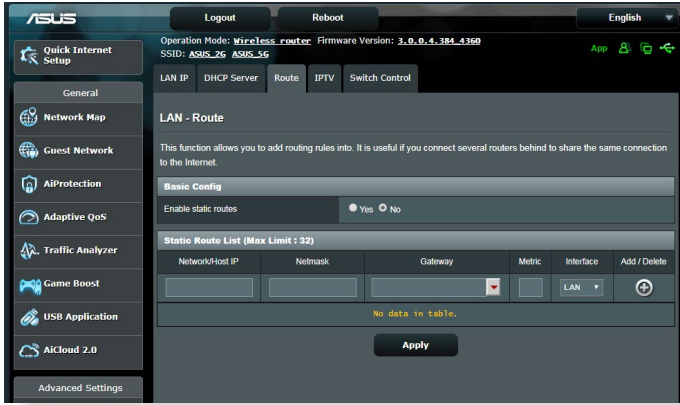 ASUS
Logout
Reboot
English
Quick Internet
Setup
Operation Mode: Wireless router Firmware Version: 3.0.0.4.384_4360
SSID: ASUS_2G ASUS_5G
App
LAN IP DHCP Server Route IPTV Switch Control
General
Network Map
Guest Network
AiProtection
Adaptive QoS
Traffic Analyzer
Game Boost
USB Application
AiCloud 2.0
Advanced Settings
LAN - Route
This function allows you to add routing rules into. It is useful if you connect several routers behind to share the same connection
to the Internet.
Basic Config
Enable static routes Yes No
Static Route List (Max Limit : 32)
Network/Host IP Netmask Gateway Metric Interface Add / Delete
LAN
No data in table.
Apply